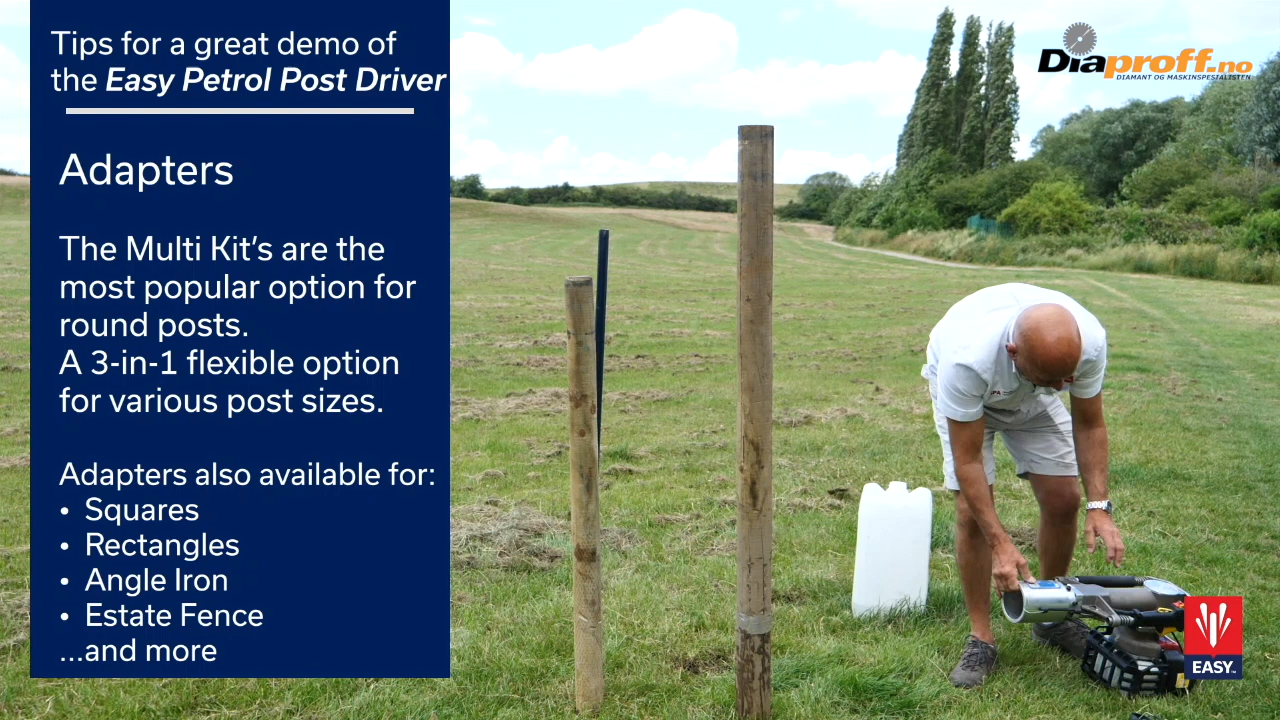 Tips for a great demo of
the Easy Petrol Post Driver
Adapters
The Multi Kit's are the
most popular option for
round posts.
A 3-in-1 flexible option
for various post sizes.
Adapters also available for:
• Squares
• Rectangles
• Angle Iron
• Estate Fence
...and more
Diaproff.no
DIAMANT OG MASKINSPESIALISTEN
EASY